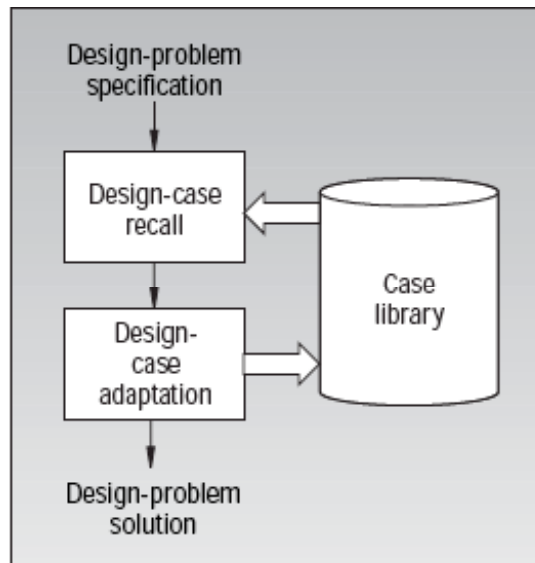 Design-problem
specification
Design-case
recall
Case
library
Design-
case
adaptation
Design-problem
solution